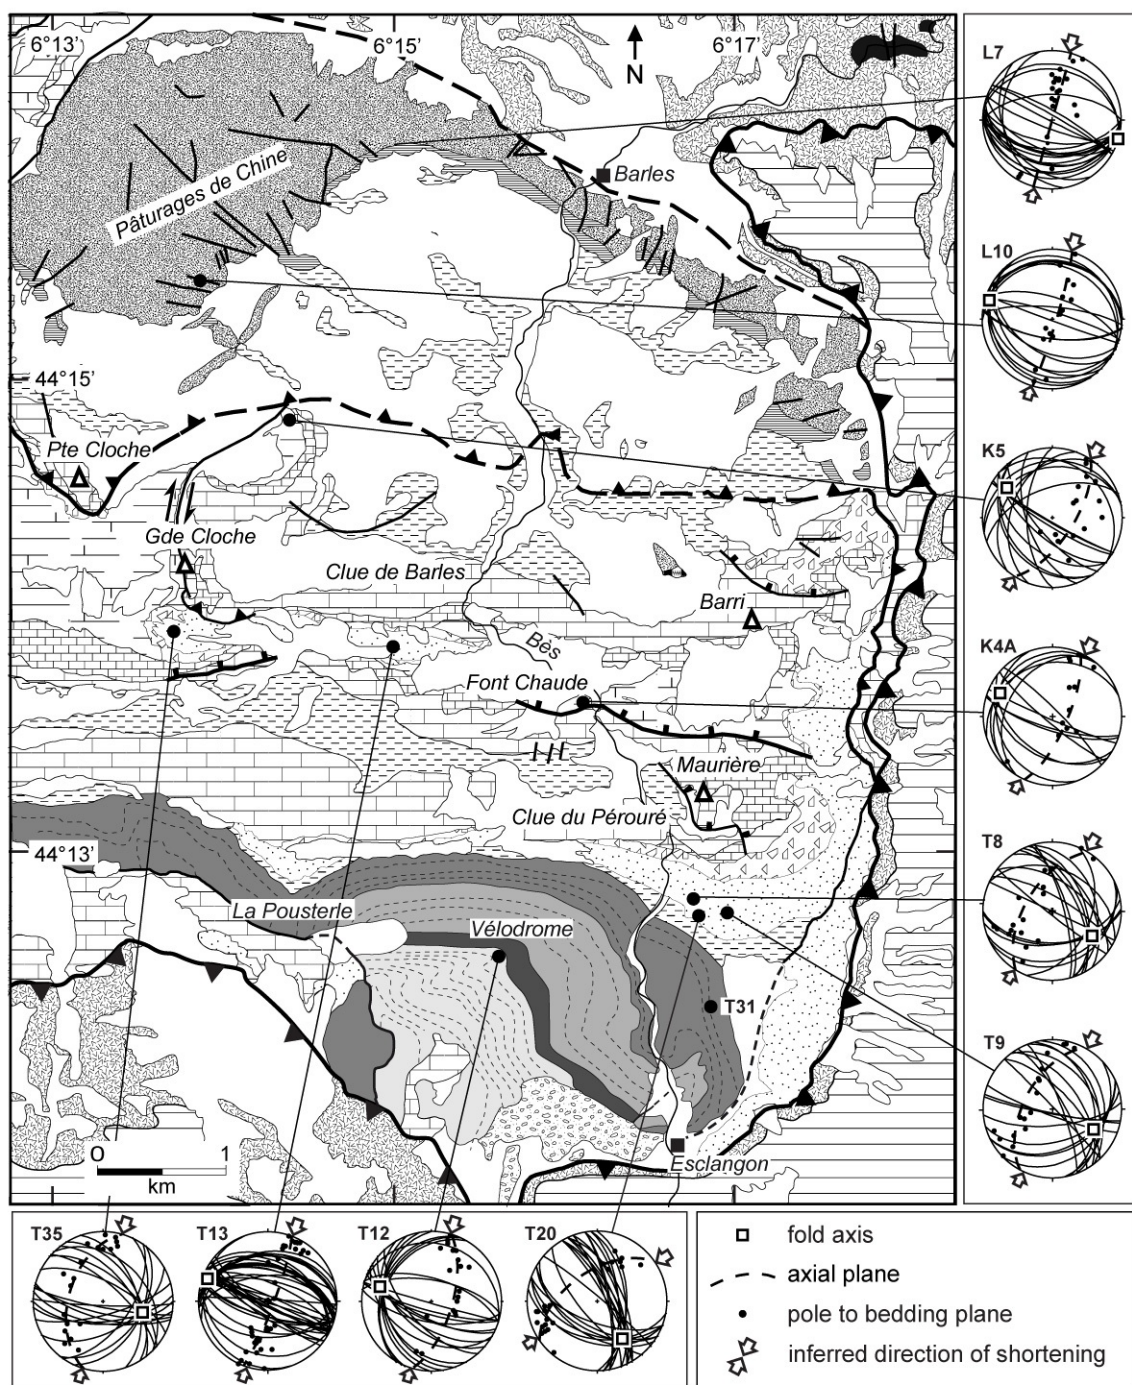 6°13’
6°15’
6°17’
N
Barles
Pâturages de Chine
44°15’
Pte Cloche
Gde Cloche
Clue de Barles
Barri
Bés
Font Chaude
Maurière
Clue du Pérouré
44°13’
La Pousterle
Vélodrome
T31
Esclangon
0 1
km
L7
L10
K5
K4A
T8
T9
T35
T13
T12
T20
fold axis
axial plane
pole to bedding plane
inferred direction of shortening